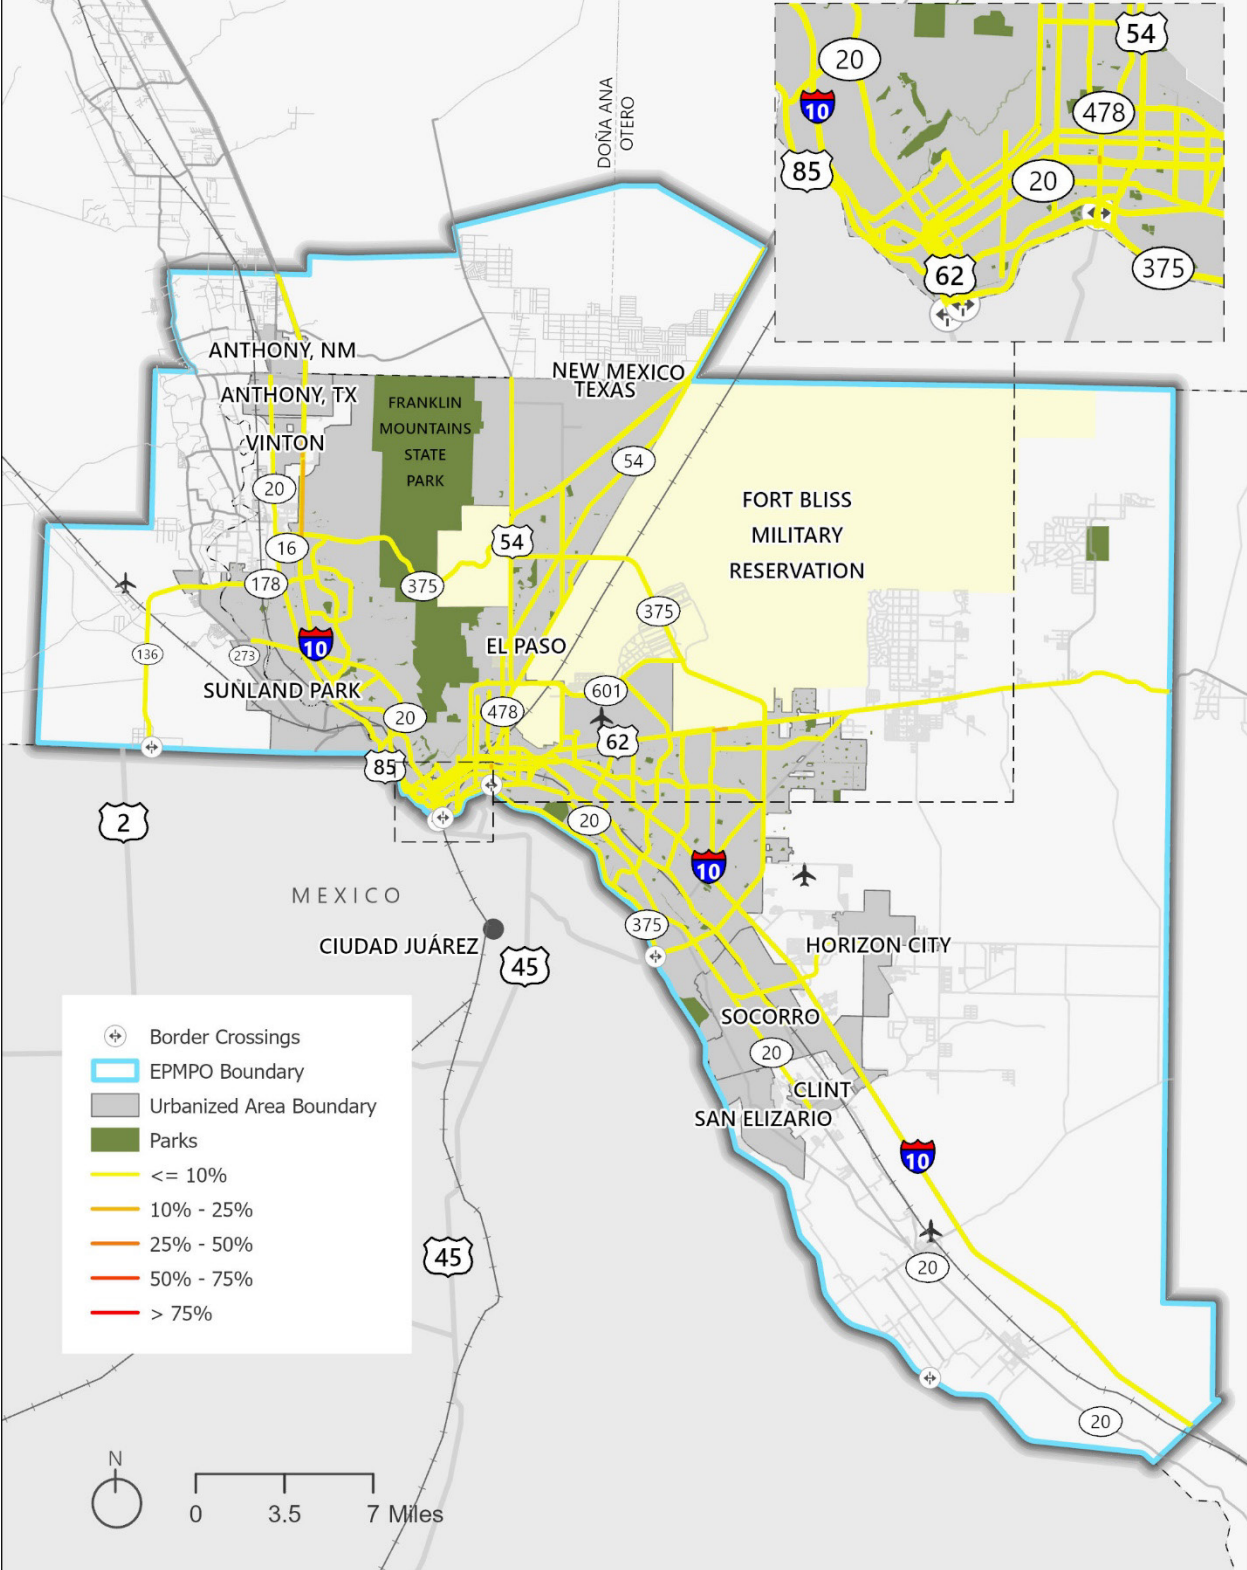 DOÑA ANA
OTERO
20
54
10
478
85
20
62
375
ANTHONY, NM
NEW MEXICO
TEXAS
ANTHONY, TX
FRANKLIN
MOUNTAINS
STATE
PARK
VINTON
54
20
FORT BLISS
MILITARY
RESERVATION
16
54
178
375
375
10
EL PASO
136
273
SUNLAND PARK
601
20
478
62
85
2
20
10
MEXICO
375
CIUDAD JUÁREZ
45
HORIZON CITY
SOCORRO
20
CLINT
SAN ELIZARIO
10
Border Crossings
EPMPO Boundary
Urbanized Area Boundary
Parks
<= 10%
10% - 25%
25% - 50%
50% - 75%
> 75%
45
20
20
N
0 3.5 7 Miles